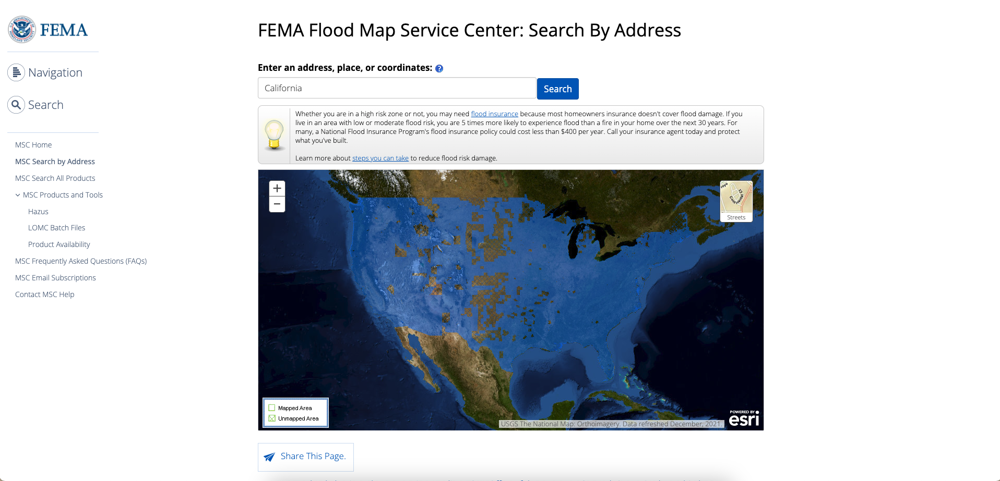 FEMA
FEMA Flood Map Service Center: Search By Address
Navigation
Search
MSC Home
MSC Search by Address
MSC Search All Products
MSC Products and Tools
Hazus
LOMC Batch Files
Product Availability
MSC Frequently Asked Questions (FAQs)
MSC Email Subscriptions
Contact MSC Help
Enter an address, place, or coordinates: ?
California
Search
Whether you are in a high risk zone or not, you may need flood insurance because most homeowners insurance doesn't cover flood damage. If you
live in an area with low or moderate flood risk, you are 5 times more likely to experience flood than a fire in your home over the next 30 years. For
many, a National Flood Insurance Program's flood insurance policy could cost less than $400 per year. Call your insurance agent today and protect
what you've built.
Learn more about steps you can take to reduce flood risk damage.
+
−
Streets
Mapped Area
Unmapped Area
USGS The National Map: Orthoimagery. Data refreshed December, 2021.
POWERED BY
esri
Share This Page.